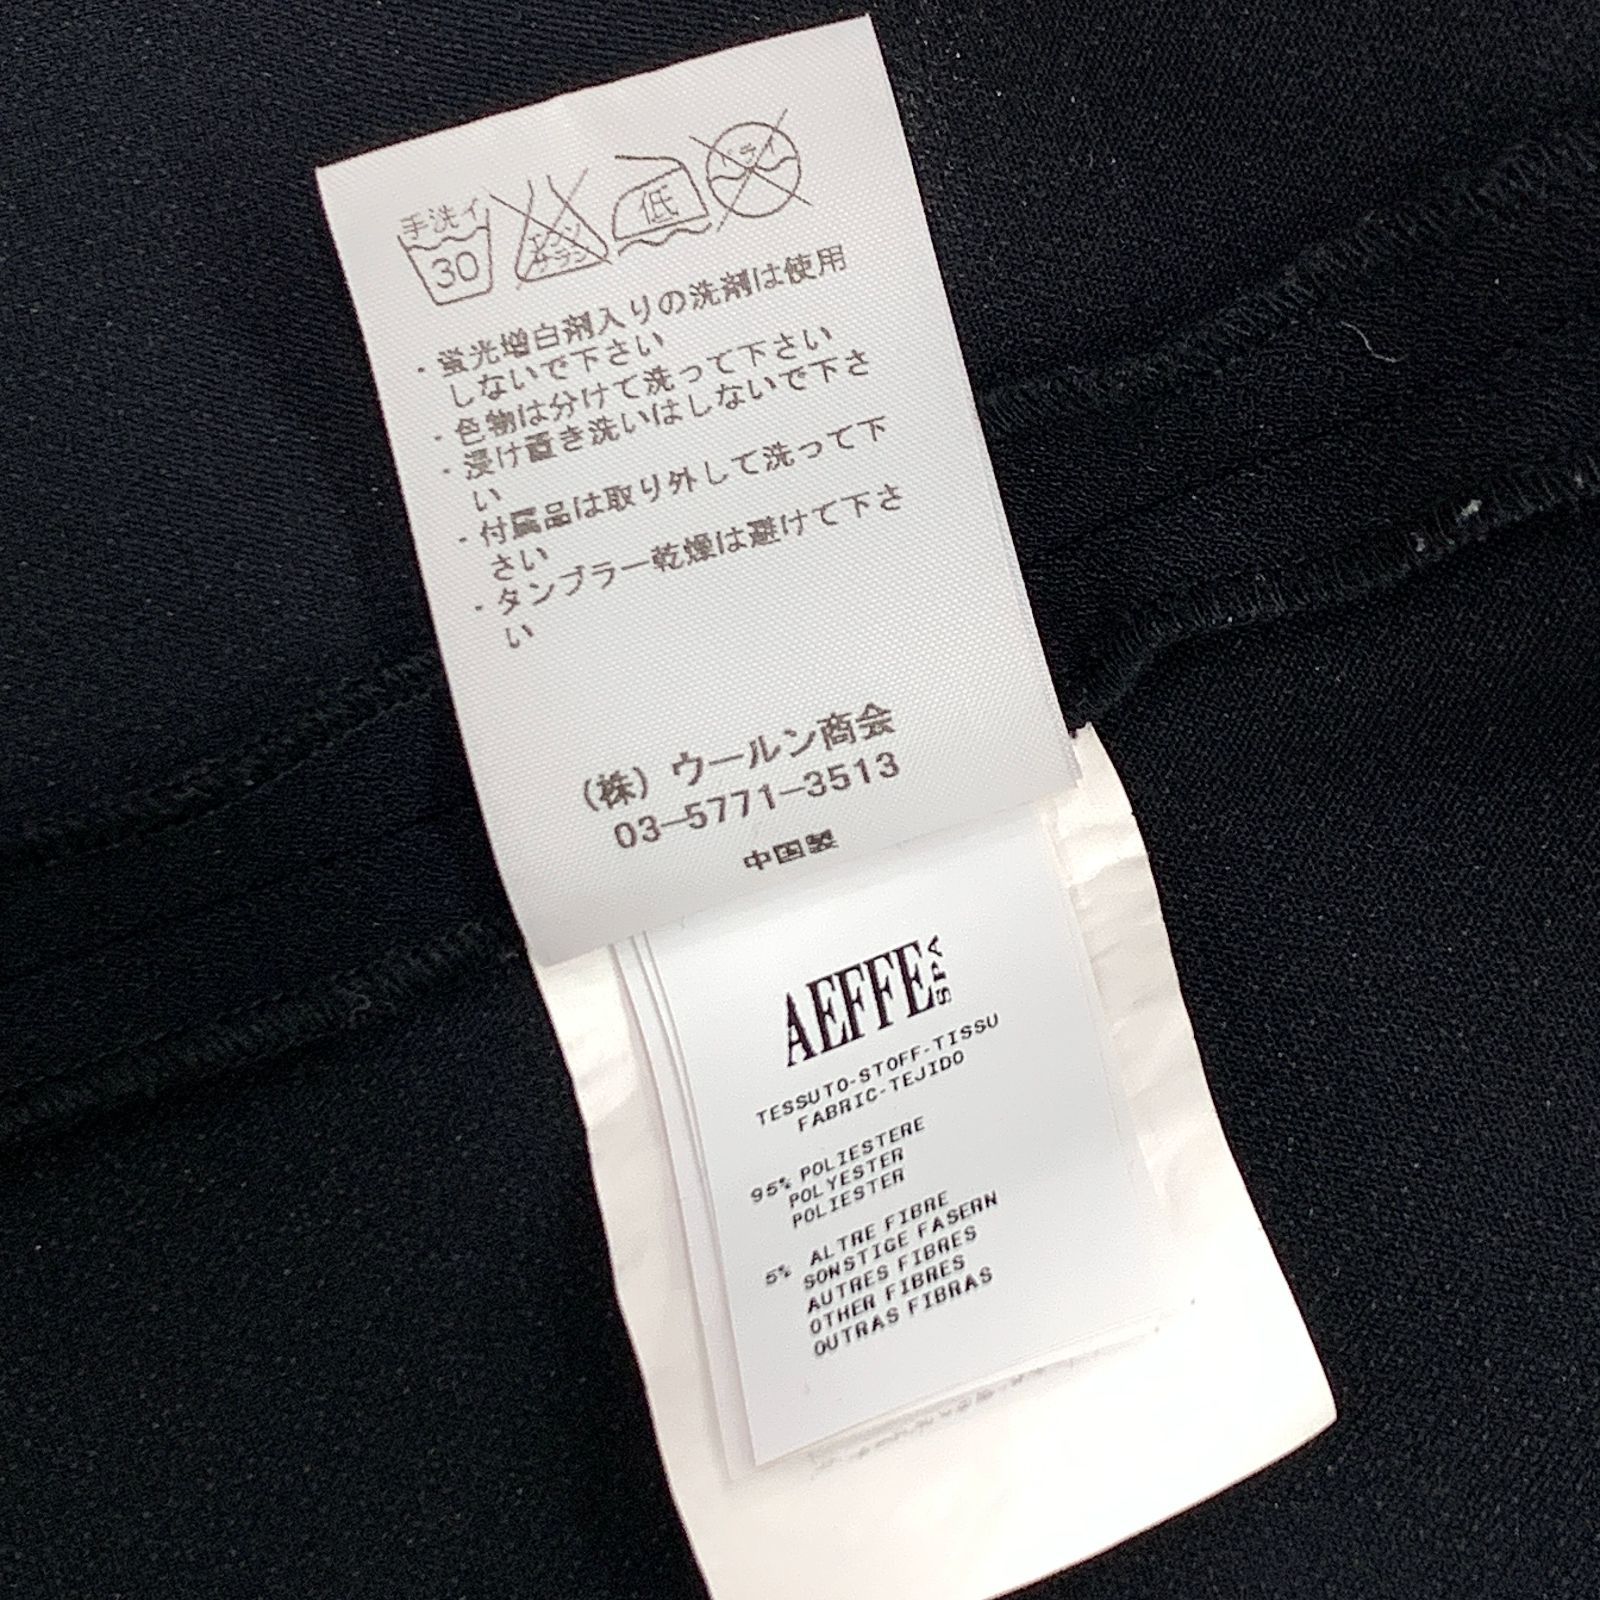 手洗イ
30
エンソ
サラシ
低
ドライ
・蛍光増白剤入りの洗剤は使用
しないで下さい
・色物は分けて洗って下さい
・浸け置き洗いはしないで下さ
い
・付属品は取り外して洗って下
さい
・タンブラー乾燥は避けて下さ
い
(株) ウールン商会
03-5771-3513
中国製
AEFFE SPA
TESSUTO-STOFF-TISSU
FABRIC-TEJIDO
95% POLIESTERE
POLYESTER
POLIESTER
5% ALTRE FIBRE
SONSTIGE FASERN
AUTRES FIBRES
OTHER FIBRES
OUTRAS FIBRAS